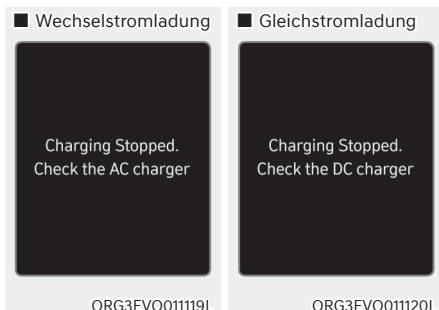 ■ Wechselstromladung
Charging Stopped.
Check the AC charger
ORG3EVQ011119L
■ Gleichstromladung
Charging Stopped.
Check the DC charger
ORG3EVQ011120L